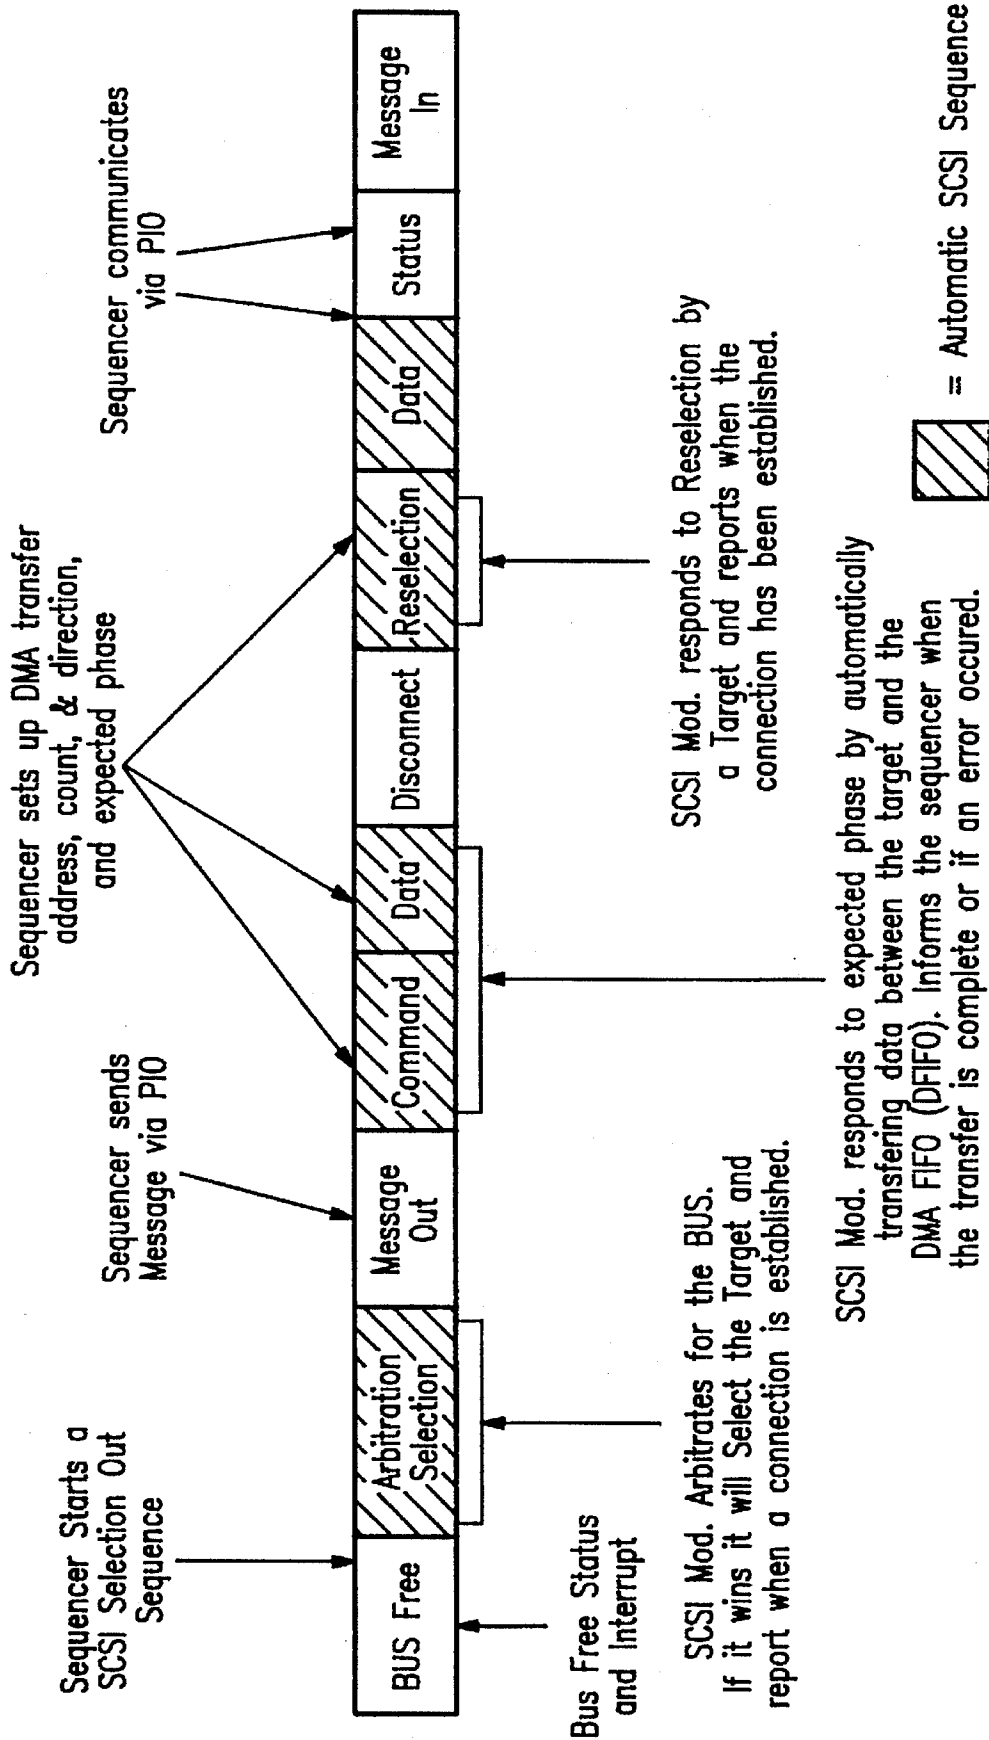 Sequencer Starts a
SCSI Selection Out
Sequence
Sequencer sends
Message via PIO
Sequencer sets up DMA transfer
address, count, & direction,
and expected phase
Sequencer communicates
via PIO
BUS Free
Arbitration
Selection
Message
Out
Command
Data
Disconnect
Reselection
Data
Status
Message
In
Bus Free Status
and Interrupt
SCSI Mod. Arbitrates for the BUS.
If it wins it will Select the Target and
report when a connection is established.
SCSI Mod. responds to expected phase by automatically
transfering data between the target and the
DMA FIFO (DFIFO). Informs the sequencer when
the transfer is complete or if an error occured.
SCSI Mod. responds to Reselection by
a Target and reports when the
connection has been established.
= Automatic SCSI Sequence